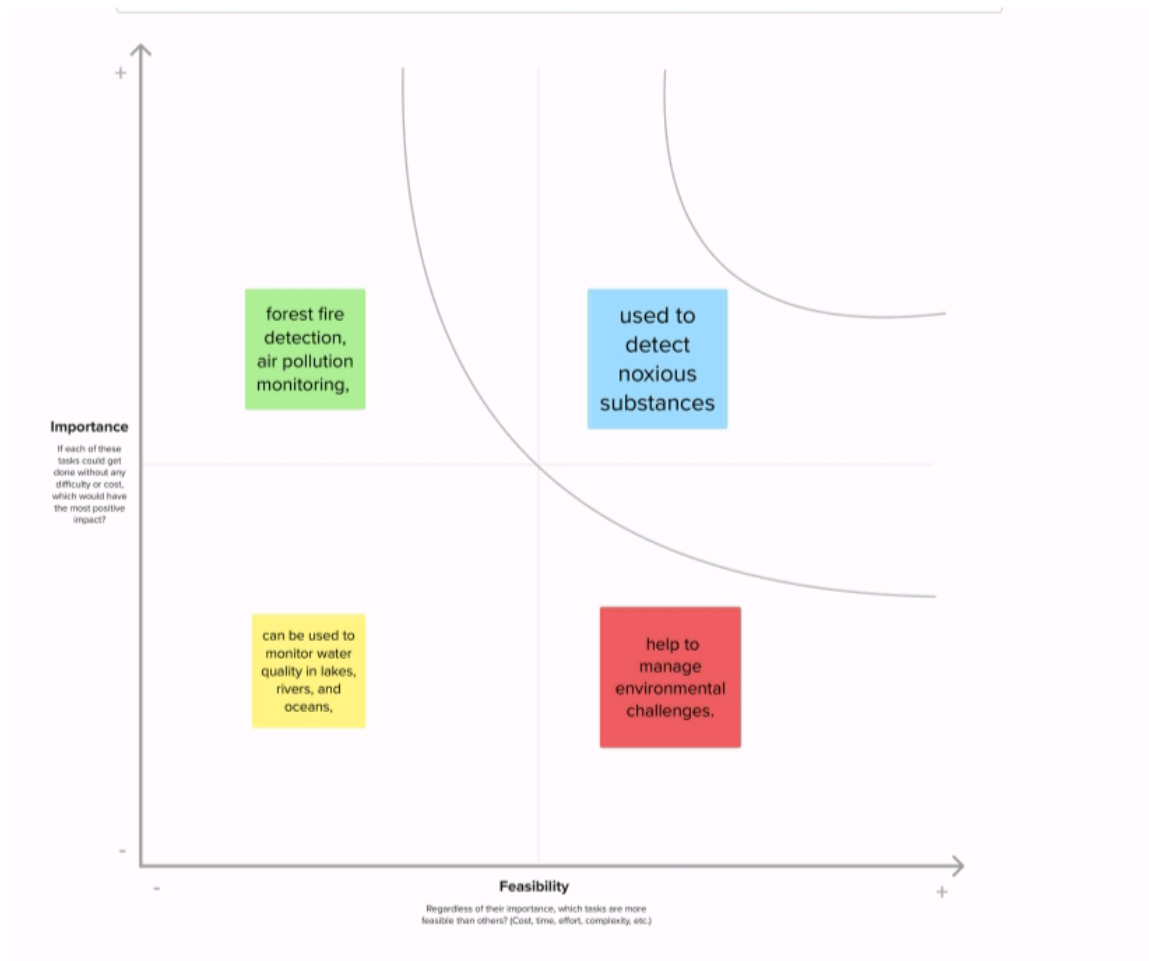 +
forest fire
detection,
air pollution
monitoring,
used to
detect
noxious
substances
Importance
If each of these
tasks could get
done without any
difficulty or cost,
which would have
the most positive
impact?
can be used to
monitor water
quality in lakes,
rivers, and
oceans,
help to
manage
environmental
challenges.
-
-
Feasibility
+
Regardless of their importance, which tasks are more
feasible than others? (Cost, time, effort, complexity, etc.)